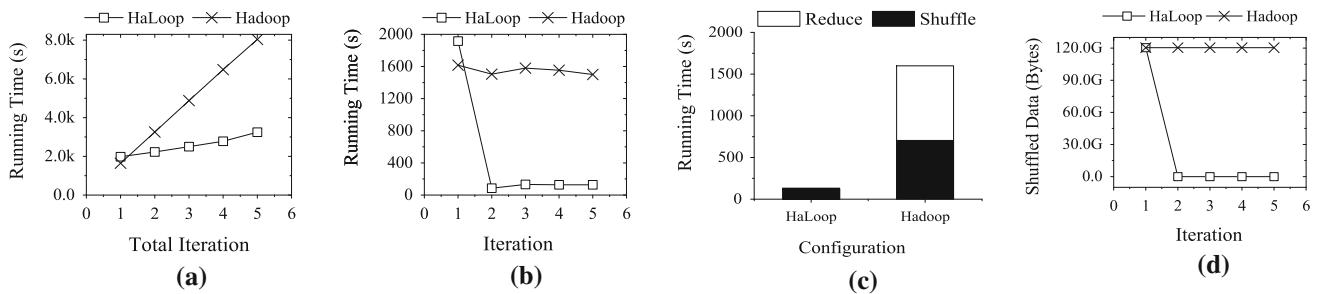 HaLoop Hadoop
Running Time (s)
8.0k
6.0k
4.0k
2.0k
0.0
0 1 2 3 4 5 6
Total Iteration
(a)
HaLoop Hadoop
Running Time (s)
2000
1600
1200
800
400
0
0 1 2 3 4 5 6
Iteration
(b)
Reduce Shuffle
Running Time (s)
1500
1000
500
0
HaLoop Hadoop
Configuration
(c)
HaLoop Hadoop
Shuffled Data (Bytes)
120.0G
90.0G
60.0G
30.0G
0.0
0 1 2 3 4 5 6
Iteration
(d)